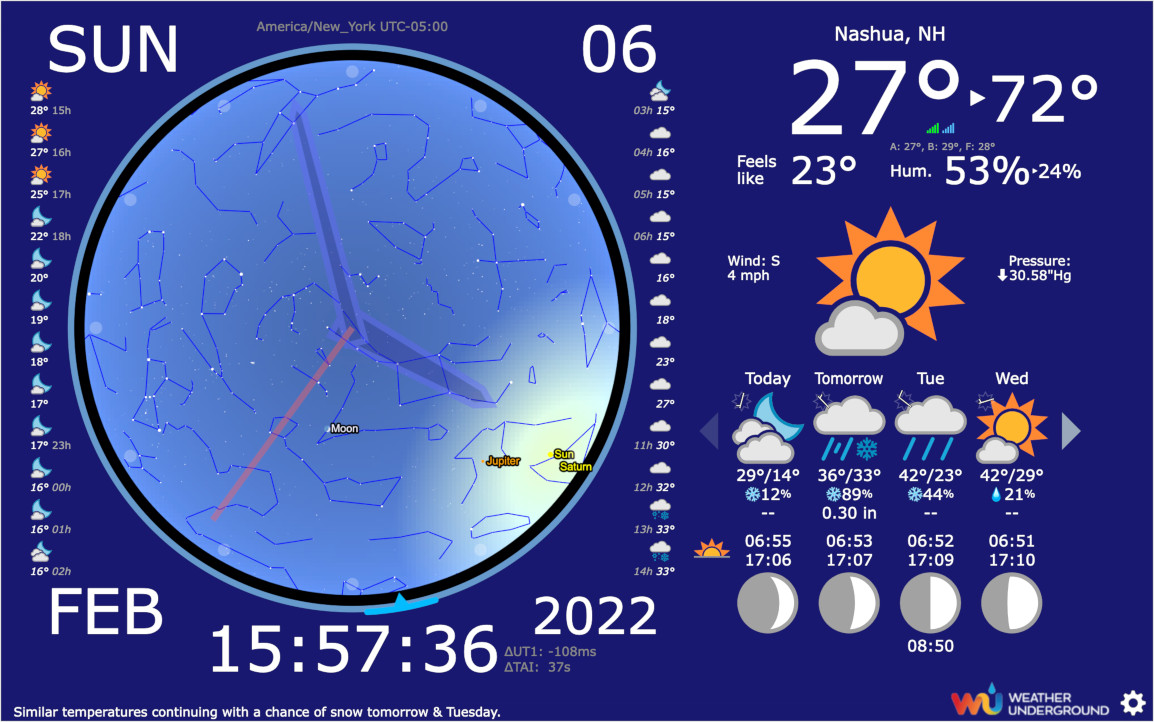 SUN
America/New_York UTC-05:00
06
28° 15h
27° 16h
25° 17h
22° 18h
20°
19°
18°
17°
17° 23h
16° 00h
16° 01h
16° 02h
03h 15°
04h 16°
05h 15°
06h 15°
16°
18°
23°
27°
11h 30°
12h 32°
13h 33°
14h 33°
Moon
Jupiter
Sun
Saturn
FEB
2022
15:57:36
ΔUT1: -108ms
ΔTAI: 37s
Nashua, NH
27° 72°
A: 27°, B: 29°, F: 28°
Feels like 23°
Hum. 53% 24%
Wind: S
4 mph
Pressure:
30.58"Hg
Today Tomorrow Tue Wed
29°/14° 36°/33° 42°/23° 42°/29°
12% 89% 44% 21%
-- 0.30 in -- --
06:55 06:53 06:52 06:51
17:06 17:07 17:09 17:10
08:50
WU WEATHER
UNDERGROUND
Similar temperatures continuing with a chance of snow tomorrow & Tuesday.